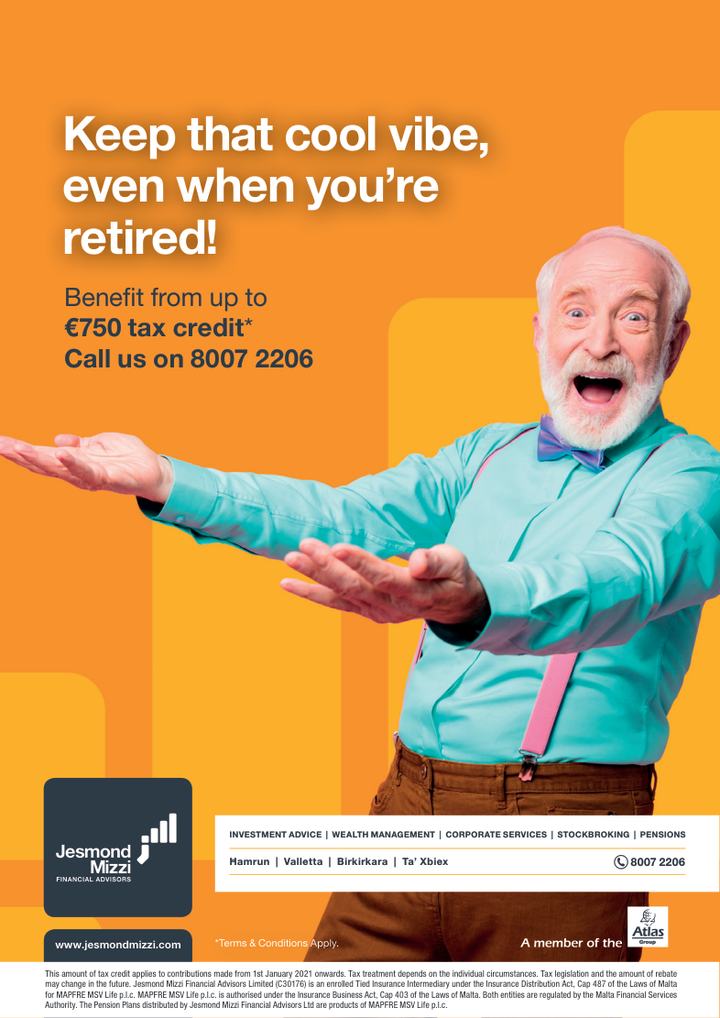 Keep that cool vibe,
even when you’re
retired!
Benefit from up to
€750 tax credit*
Call us on 8007 2206
Jesmond
Mizzi
FINANCIAL ADVISORS
INVESTMENT ADVICE | WEALTH MANAGEMENT | CORPORATE SERVICES | STOCKBROKING | PENSIONS
Hamrun | Valletta | Birkirkara | Ta’ Xbiex
8007 2206
www.jesmondmizzi.com
*Terms & Conditions Apply.
A member of the
Atlas
Group
This amount of tax credit applies to contributions made from 1st January 2021 onwards. Tax treatment depends on the individual circumstances. Tax legislation and the amount of rebate
may change in the future. Jesmond Mizzi Financial Advisors Limited (C30176) is an enrolled Tied Insurance Intermediary under the Insurance Distribution Act, Cap 487 of the Laws of Malta
for MAPFRE MSV Life p.l.c. MAPFRE MSV Life p.l.c. is authorised under the Insurance Business Act, Cap 403 of the Laws of Malta. Both entities are regulated by the Malta Financial Services
Authority. The Pension Plans distributed by Jesmond Mizzi Financial Advisors Ltd are products of MAPFRE MSV Life p.l.c.